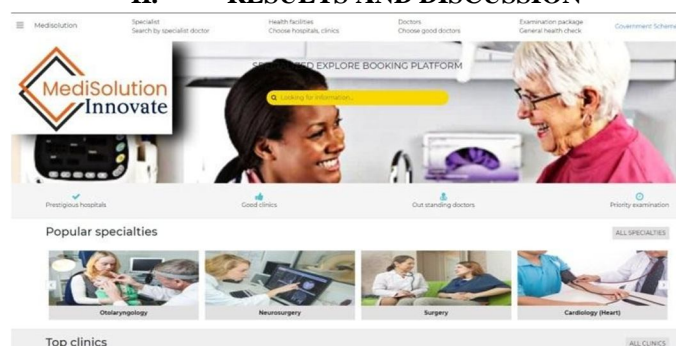 II. RESULTS AND DISCUSSION
Medisolution
Specialist
Search by specialist doctor
Health facilities
Choose hospitals, clinics
Doctors
Choose good doctors
Examination package
General health check
Government Scheme
MediSolution
Innovate
ED EXPLORE BOOKING PLATFORM
Looking for information...
Prestigious hospitals
Good clinics
Out standing doctors
Priority examination
Popular specialties
ALL SPECIALTIES
Otolaryngology
Neurosurgery
Surgery
Cardiology (Heart)
Top clinics
ALL CLINICS